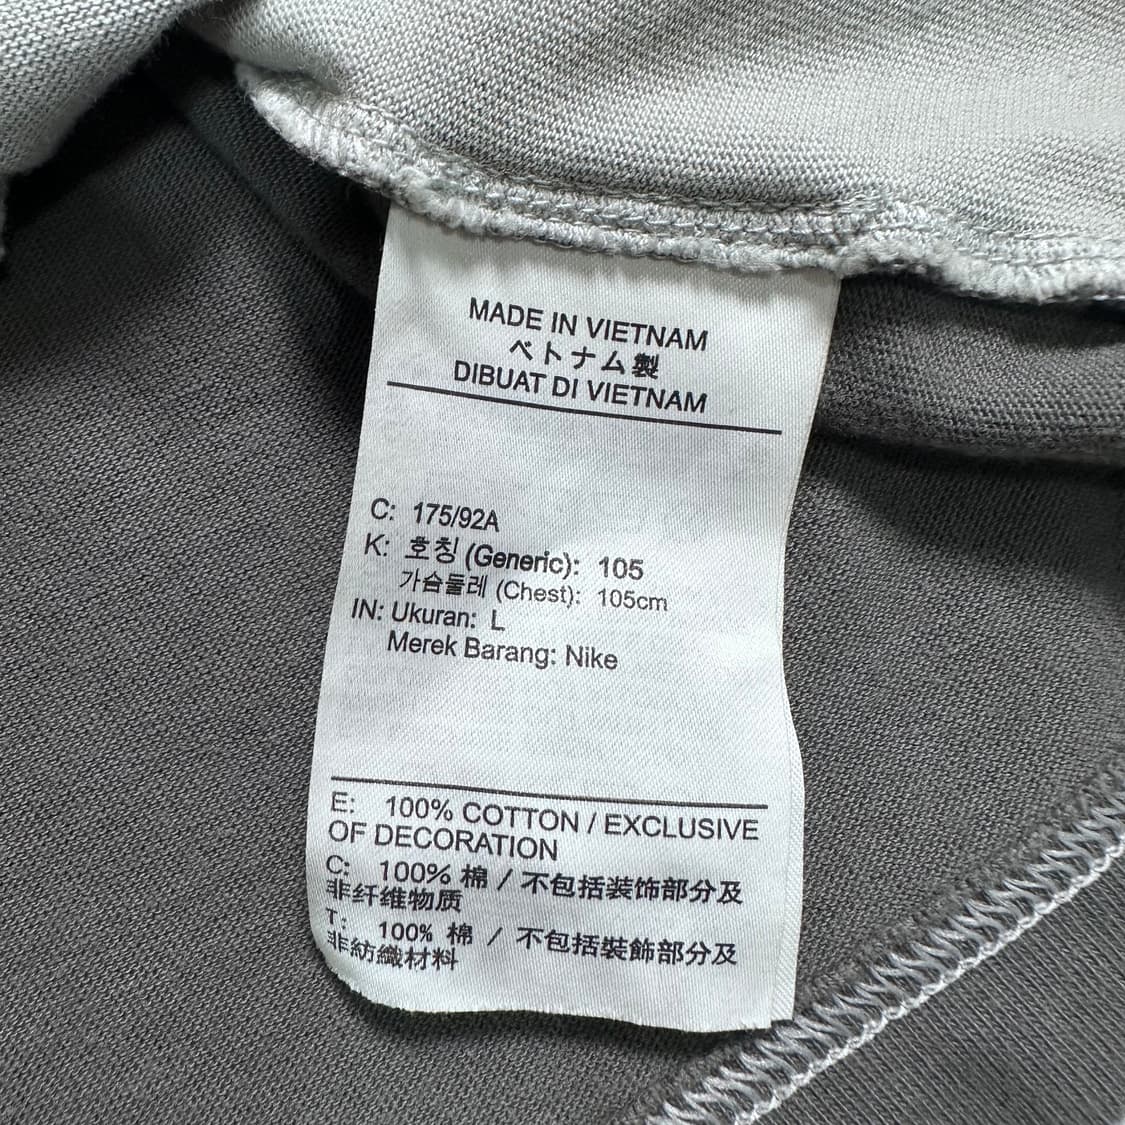 MADE IN VIETNAM
ベトナム製
DIBUAT DI VIETNAM
C: 175/92A
K: 호칭 (Generic): 105
가슴둘레 (Chest): 105cm
IN: Ukuran: L
Merek Barang: Nike
E: 100% COTTON / EXCLUSIVE
OF DECORATION
C: 100% 棉 / 不包括装饰部分及
非纤维物质
T: 100% 棉 / 不包括裝飾部分及
非紡織材料